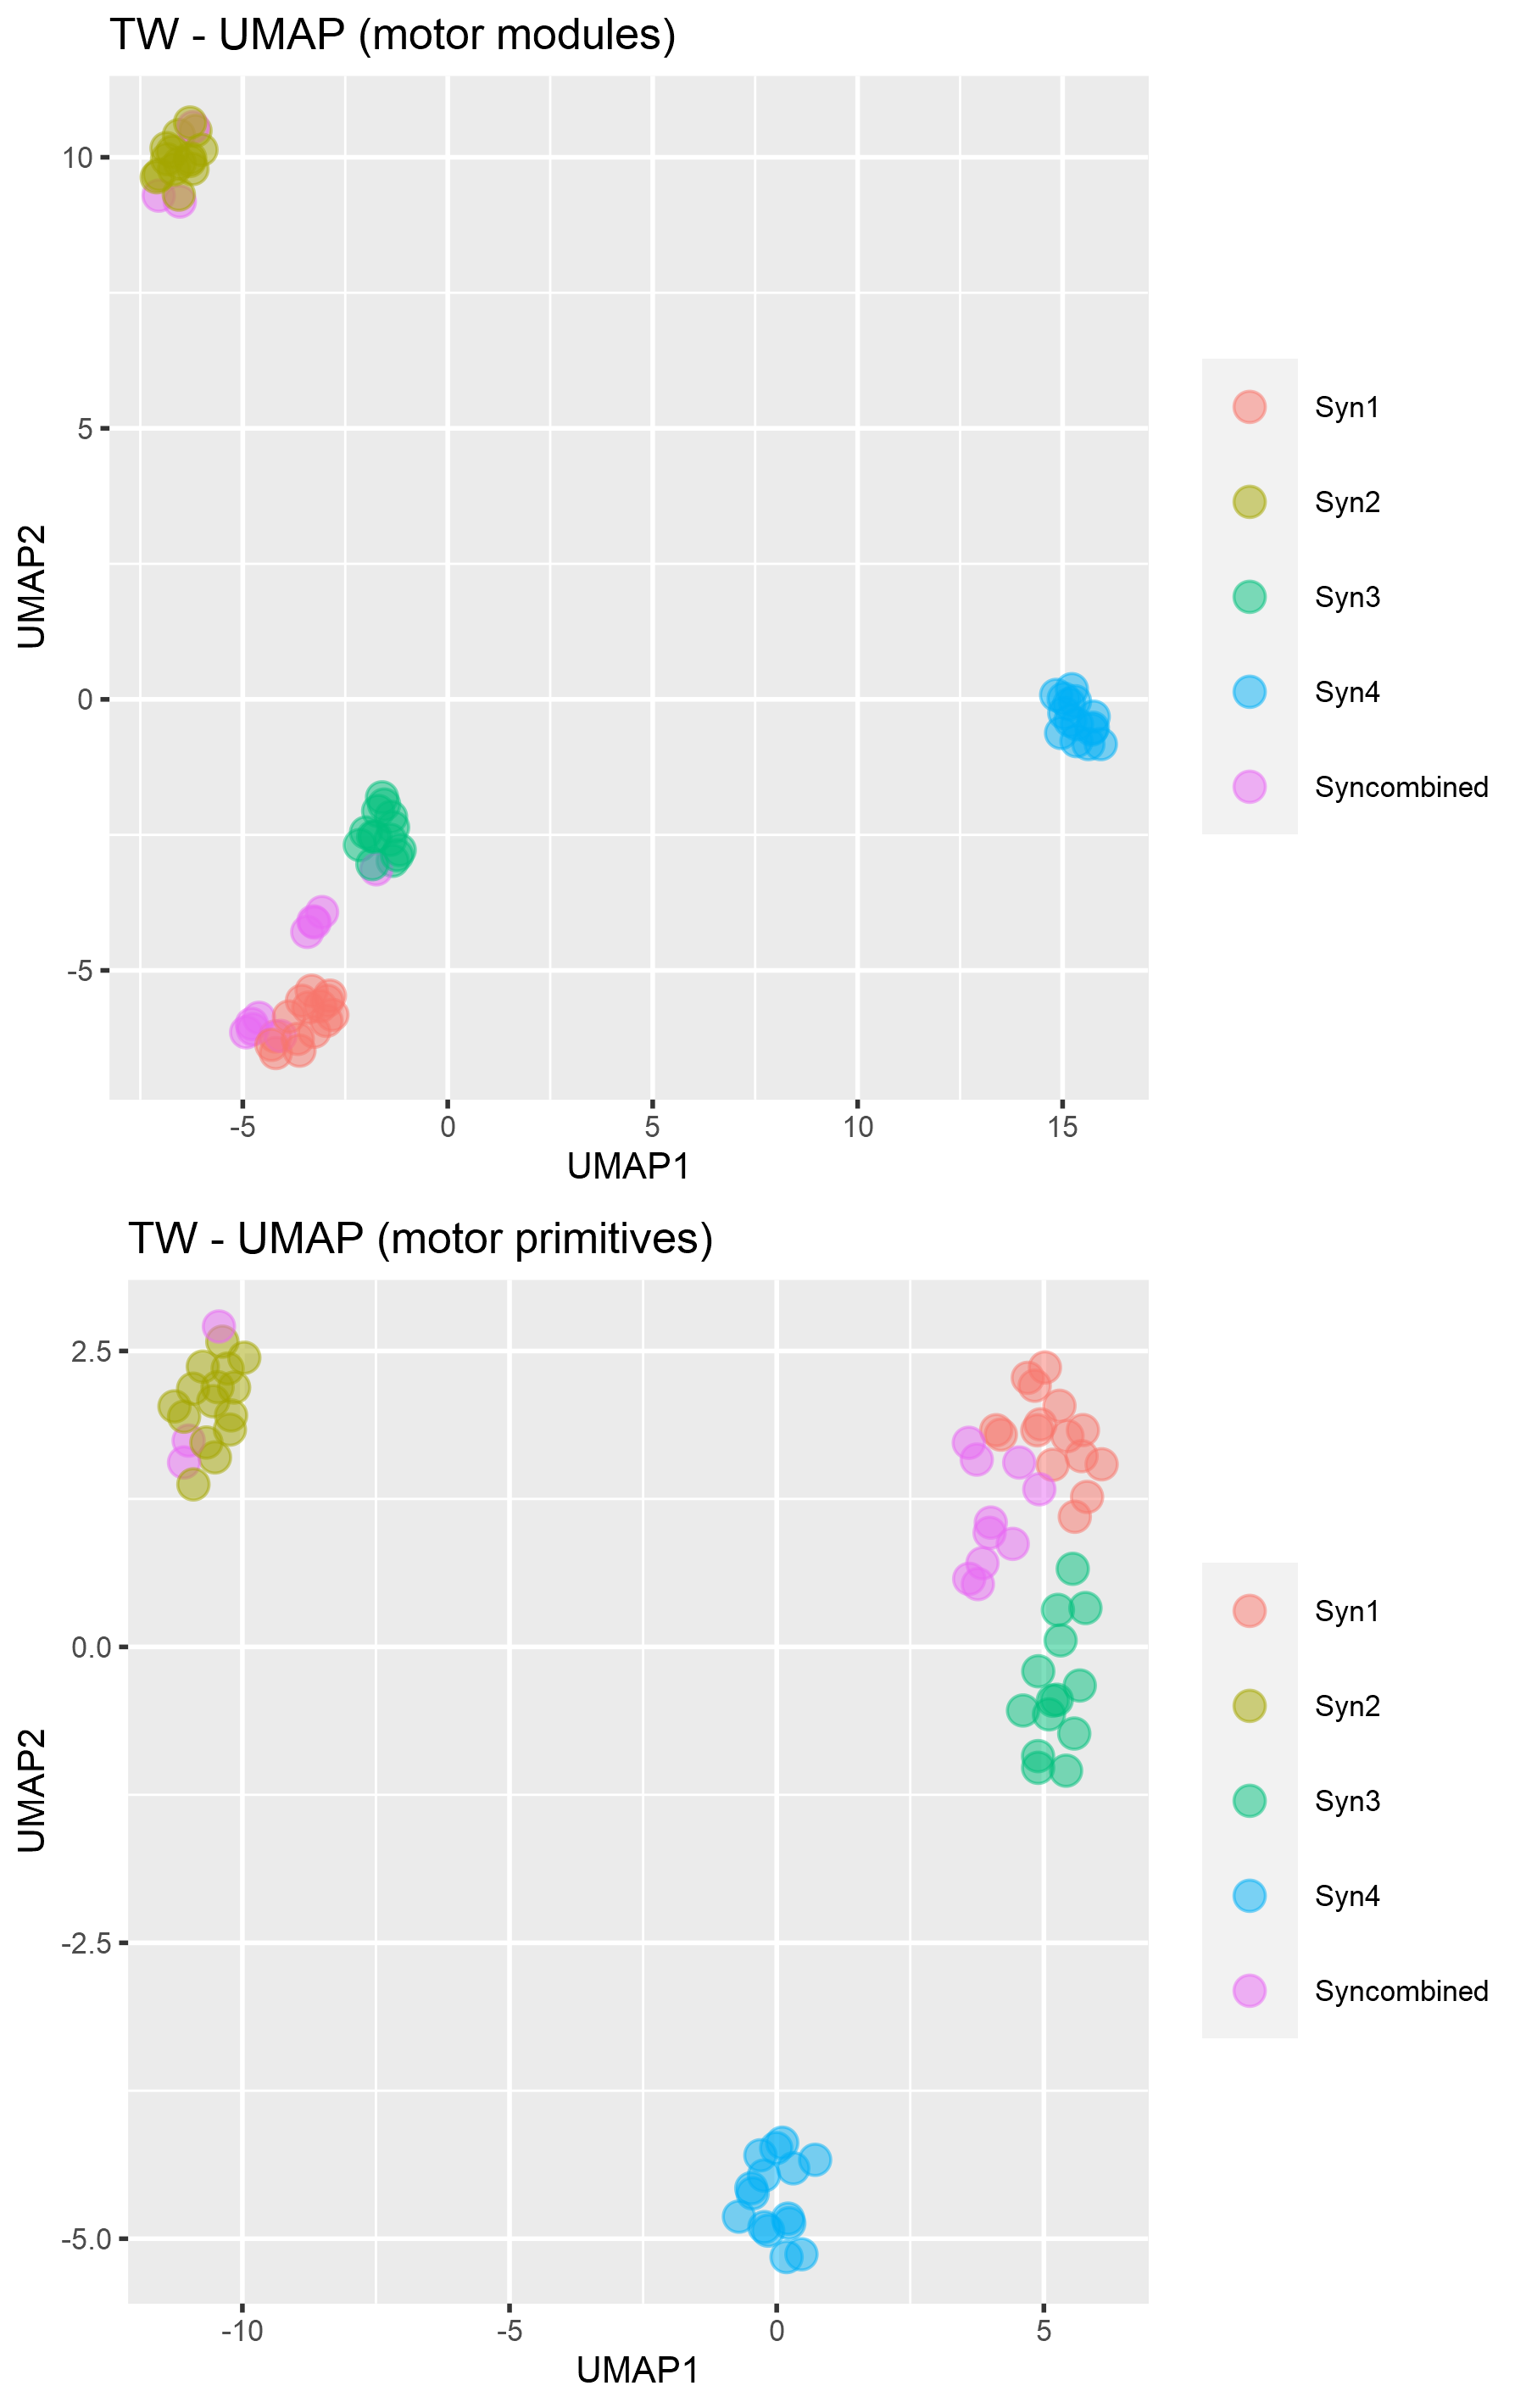 TW - UMAP (motor modules)
10
5
0
-5
UMAP2
-5 0 5 10 15
UMAP1
Syn1
Syn2
Syn3
Syn4
Syncombined
TW - UMAP (motor primitives)
2.5
0.0
-2.5
-5.0
UMAP2
-10 -5 0 5
UMAP1
Syn1
Syn2
Syn3
Syn4
Syncombined